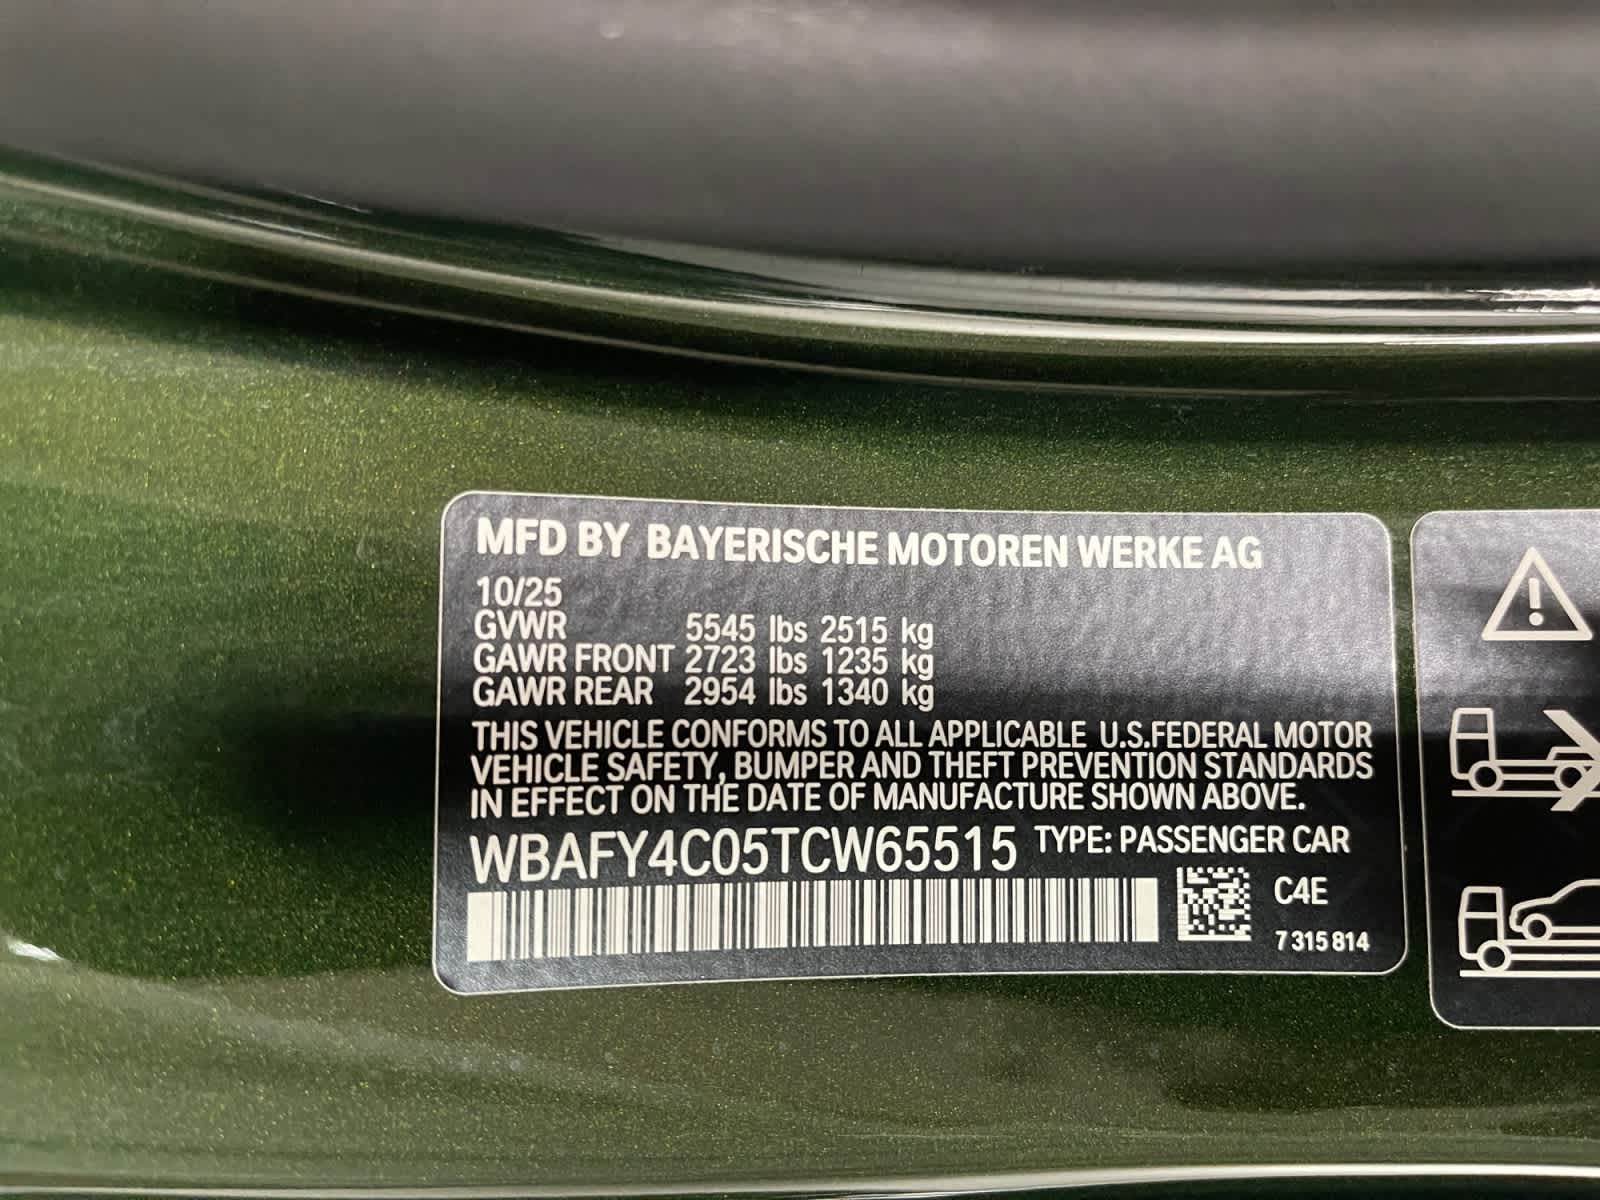 MFD BY BAYERISCHE MOTOREN WERKE AG
10/25
GVWR 5545 lbs 2515 kg
GAWR FRONT 2723 lbs 1235 kg
GAWR REAR 2954 lbs 1340 kg
THIS VEHICLE CONFORMS TO ALL APPLICABLE U.S.FEDERAL MOTOR
VEHICLE SAFETY, BUMPER AND THEFT PREVENTION STANDARDS
IN EFFECT ON THE DATE OF MANUFACTURE SHOWN ABOVE.
WBAFY4C05TCW65515 TYPE: PASSENGER CAR
C4E
7 315 814